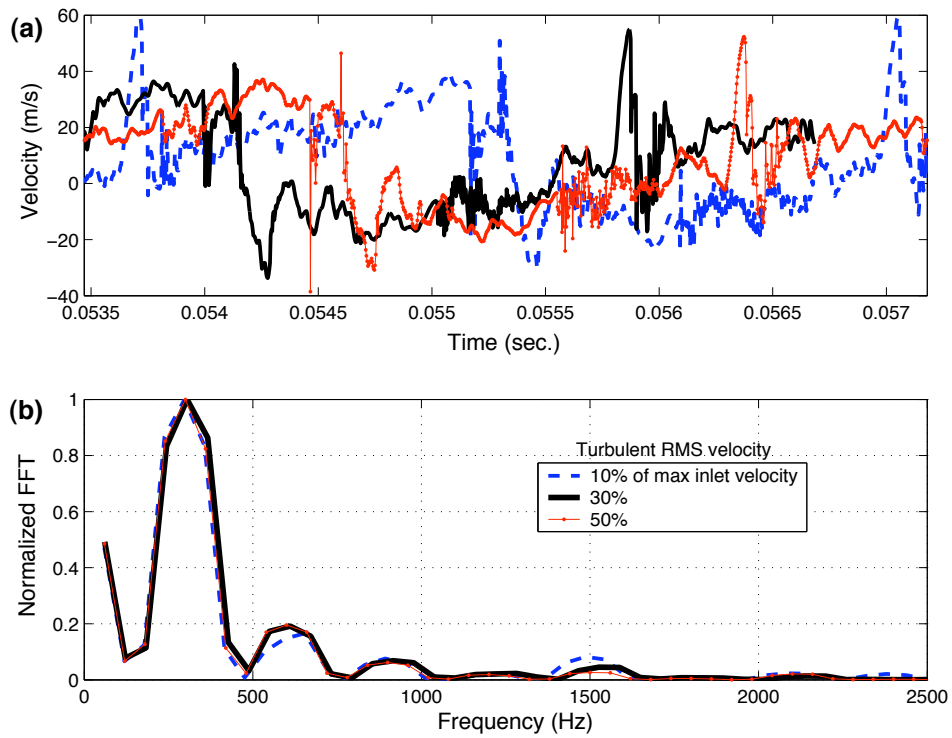 (a)
Velocity (m/s)
60
40
20
0
−20
−40
0.0535 0.054 0.0545 0.055 0.0555 0.056 0.0565 0.057
Time (sec.)
(b)
Normalized FFT
1
0.8
0.6
0.4
0.2
0
Turbulent RMS velocity
10% of max inlet velocity
30%
50%
0 500 1000 1500 2000 2500
Frequency (Hz)